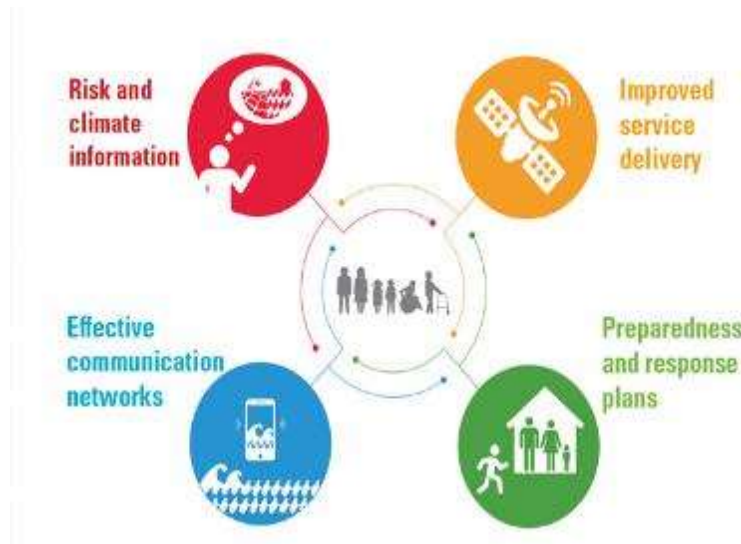 Risk and
climate
information
Improved
service
delivery
Effective
communication
networks
Preparedness
and response
plans